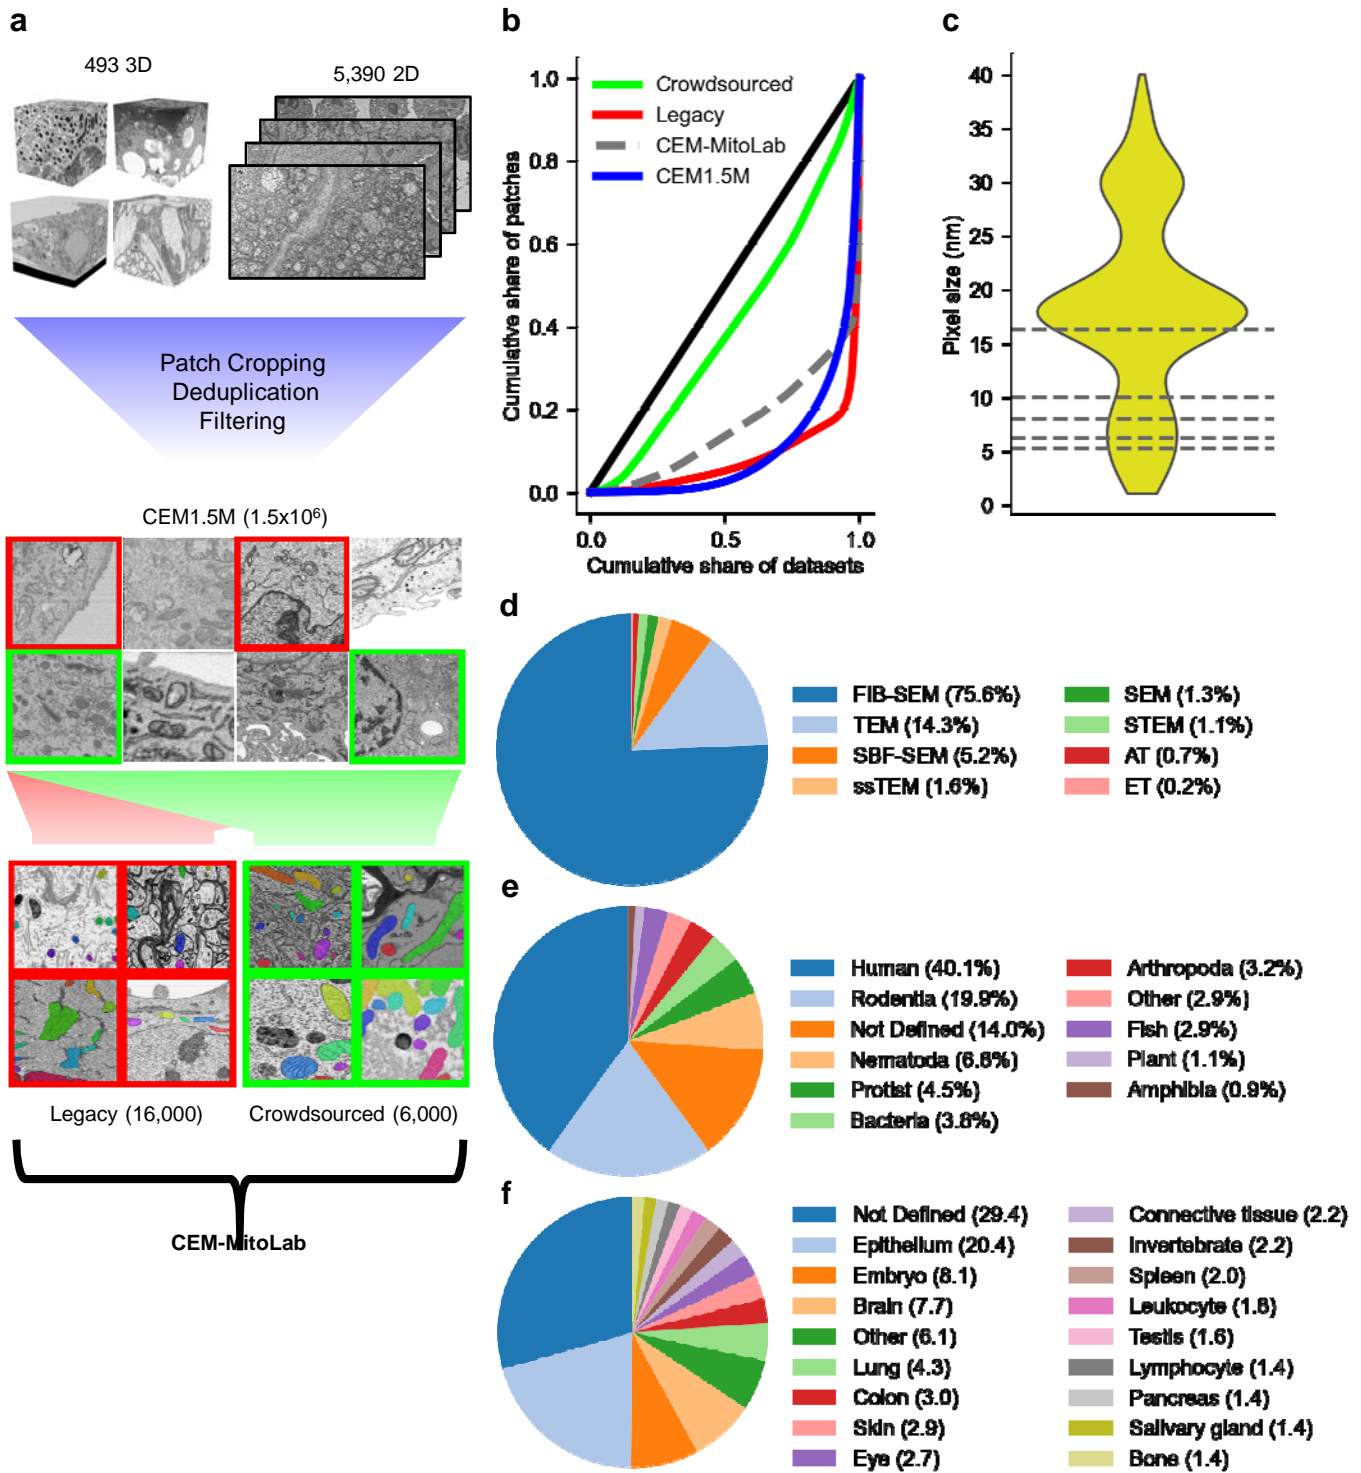 a
493 3D
5,390 2D
Patch Cropping
Deduplication
Filtering
CEM1.5M (1.5x10⁶)
Legacy (16,000)
Crowdsourced (6,000)
CEM-MitoLab
b
Crowdsourced
Legacy
CEM-MitoLab
CEM1.5M
Cumulative share of patches
1.0
0.8
0.6
0.4
0.2
0.0
0.0 0.5 1.0
Cumulative share of datasets
c
Pixel size (nm)
40
35
30
25
20
15
10
5
0
d
FIB-SEM (75.6%)
TEM (14.3%)
SBF-SEM (5.2%)
ssTEM (1.6%)
SEM (1.3%)
STEM (1.1%)
AT (0.7%)
ET (0.2%)
e
Human (40.1%)
Rodentia (19.9%)
Not Defined (14.0%)
Nematoda (6.8%)
Protist (4.5%)
Bacteria (3.8%)
Arthropoda (3.2%)
Other (2.9%)
Fish (2.9%)
Plant (1.1%)
Amphibia (0.9%)
f
Not Defined (29.4)
Epithelium (20.4)
Embryo (8.1)
Brain (7.7)
Other (6.1)
Lung (4.3)
Colon (3.0)
Skin (2.9)
Eye (2.7)
Connective tissue (2.2)
Invertebrate (2.2)
Spleen (2.0)
Leukocyte (1.8)
Testis (1.6)
Lymphocyte (1.4)
Pancreas (1.4)
Salivary gland (1.4)
Bone (1.4)